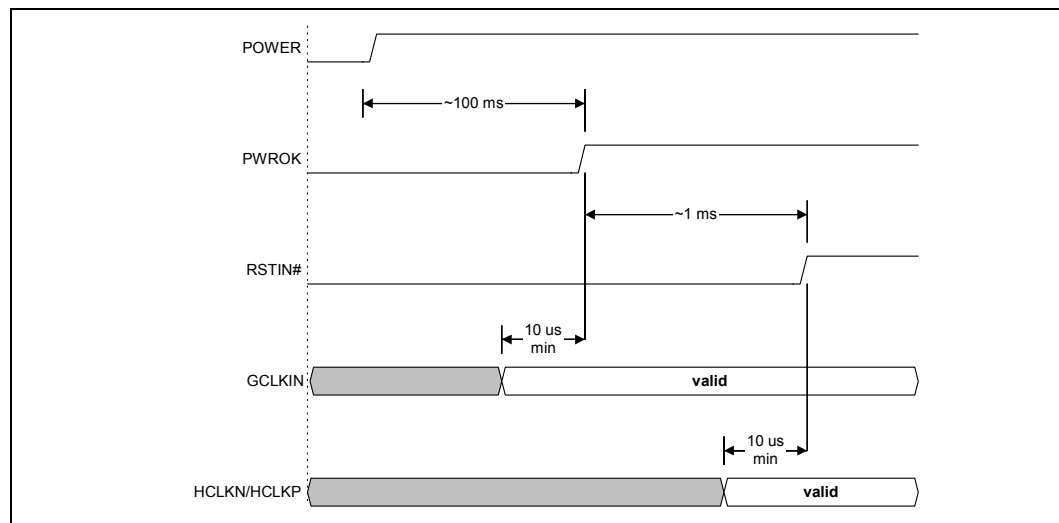 POWER
~100 ms
PWROK
~1 ms
RSTIN#
10 us
min
GCLKIN
valid
10 us
min
HCLKN/HCLKP
valid